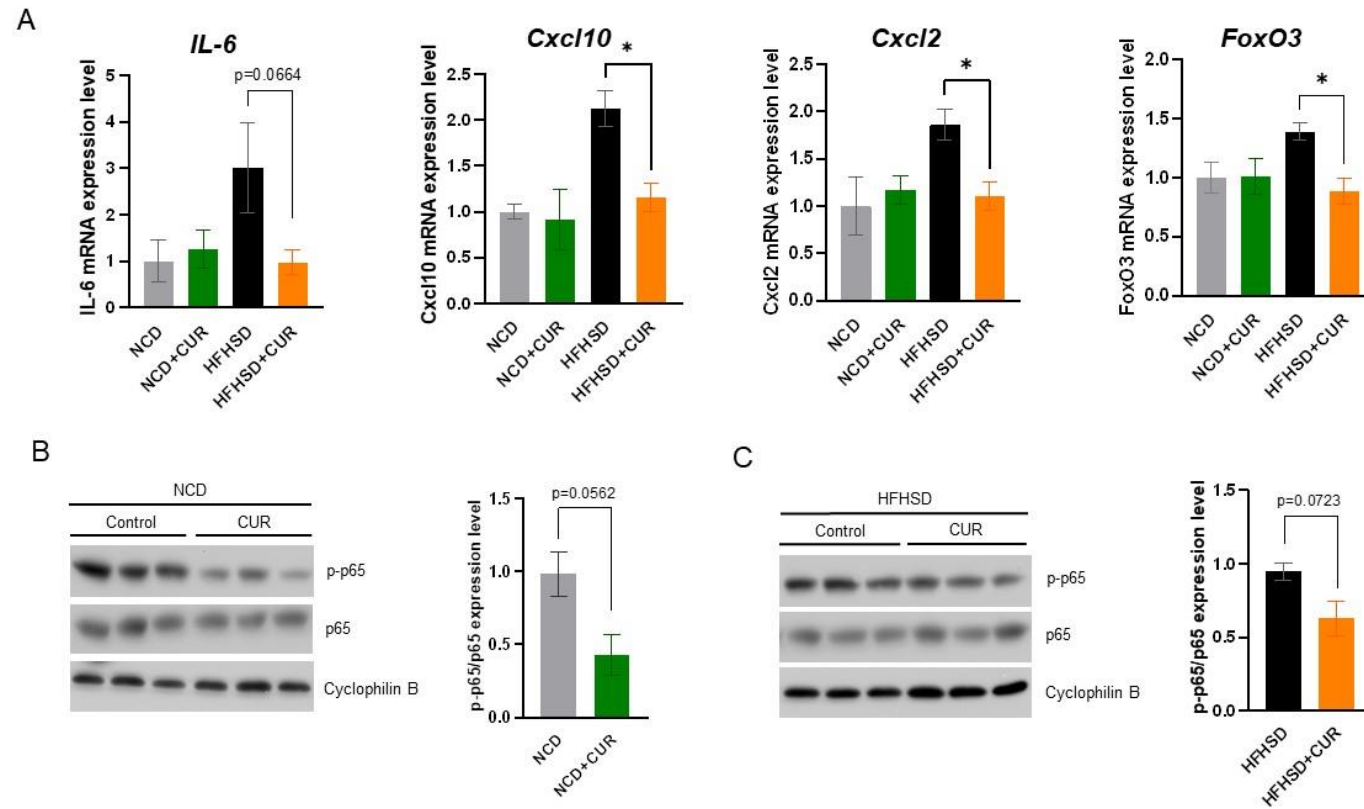 A
IL-6
IL-6 mRNA expression level
5
4
3
2
1
0
p=0.0664
NCD
NCD+CUR
HFHSD
HFHSD+CUR
Cxcl10
Cxcl10 mRNA expression level
2.5
2.0
1.5
1.0
0.5
0.0
*
NCD
NCD+CUR
HFHSD
HFHSD+CUR
Cxcl2
Cxcl2 mRNA expression level
2.5
2.0
1.5
1.0
0.5
0.0
*
NCD
NCD+CUR
HFHSD
HFHSD+CUR
FoxO3
FoxO3 mRNA expression level
2.0
1.5
1.0
0.5
0.0
*
NCD
NCD+CUR
HFHSD
HFHSD+CUR
B
NCD
Control CUR
p-p65
p65
Cyclophilin B
p-p65/p65 expression level
1.5
1.0
0.5
0.0
p=0.0562
NCD
NCD+CUR
C
HFHSD
Control CUR
p-p65
p65
Cyclophilin B
p-p65/p65 expression level
1.5
1.0
0.5
0.0
p=0.0723
HFHSD
HFHSD+CUR